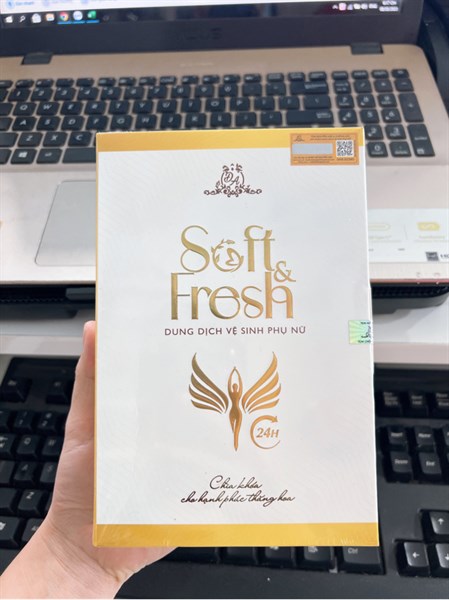 Soft
&
Fresh
DUNG DỊCH VỆ SINH PHỤ NỮ
24H
Chìa khóa
cho hạnh phúc thăng hoa